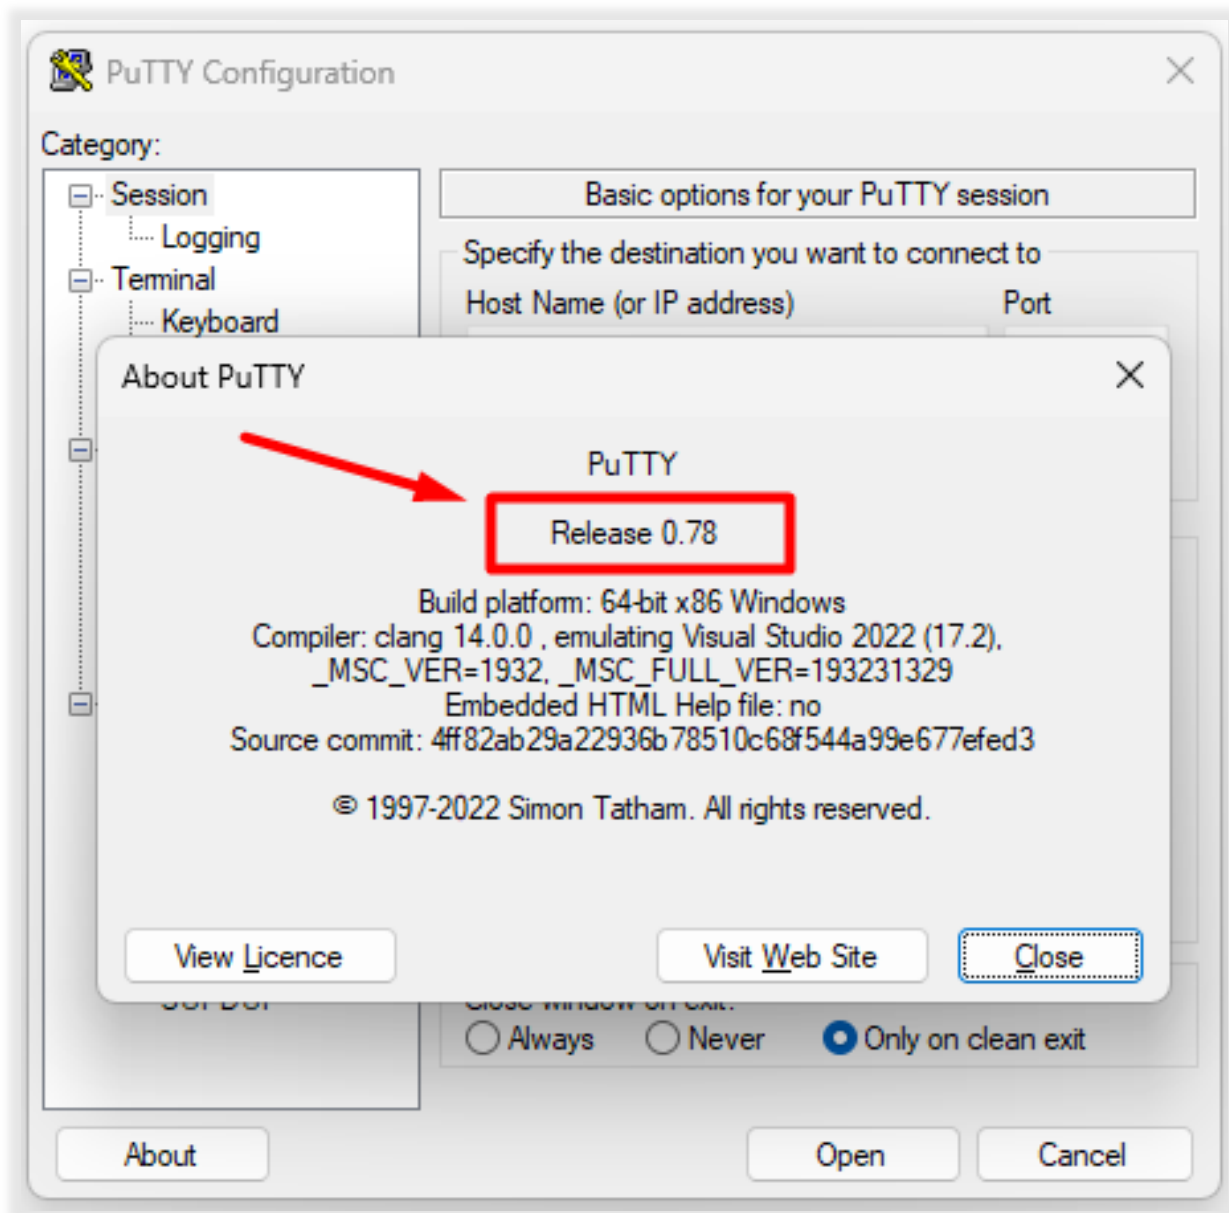 PuTTY Configuration
Category:
Session
Logging
Terminal
Keyboard
Basic options for your PuTTY session
Specify the destination you want to connect to
Host Name (or IP address)
Port
About PuTTY
PuTTY
Release 0.78
Build platform: 64-bit x86 Windows
Compiler: clang 14.0.0 , emulating Visual Studio 2022 (17.2),
_MSC_VER=1932, _MSC_FULL_VER=193231329
Embedded HTML Help file: no
Source commit: 4ff82ab29a22936b78510c68f544a99e677efed3
© 1997-2022 Simon Tatham. All rights reserved.
View Licence
Visit Web Site
Close
Close window on exit:
Always
Never
Only on clean exit
About
Open
Cancel